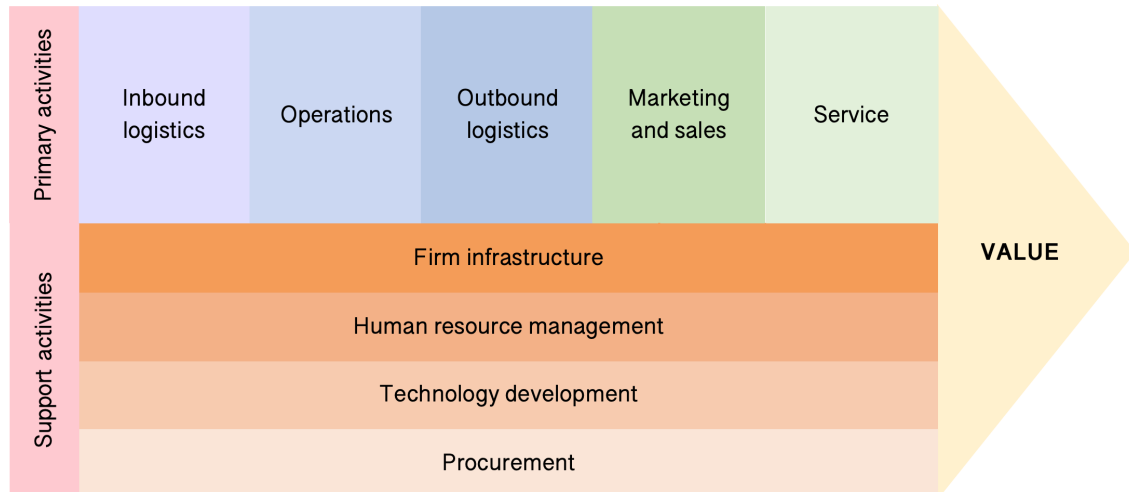 Primary activities
Inbound
logistics
Operations
Outbound
logistics
Marketing
and sales
Service
Support activities
Firm infrastructure
Human resource management
Technology development
Procurement
VALUE